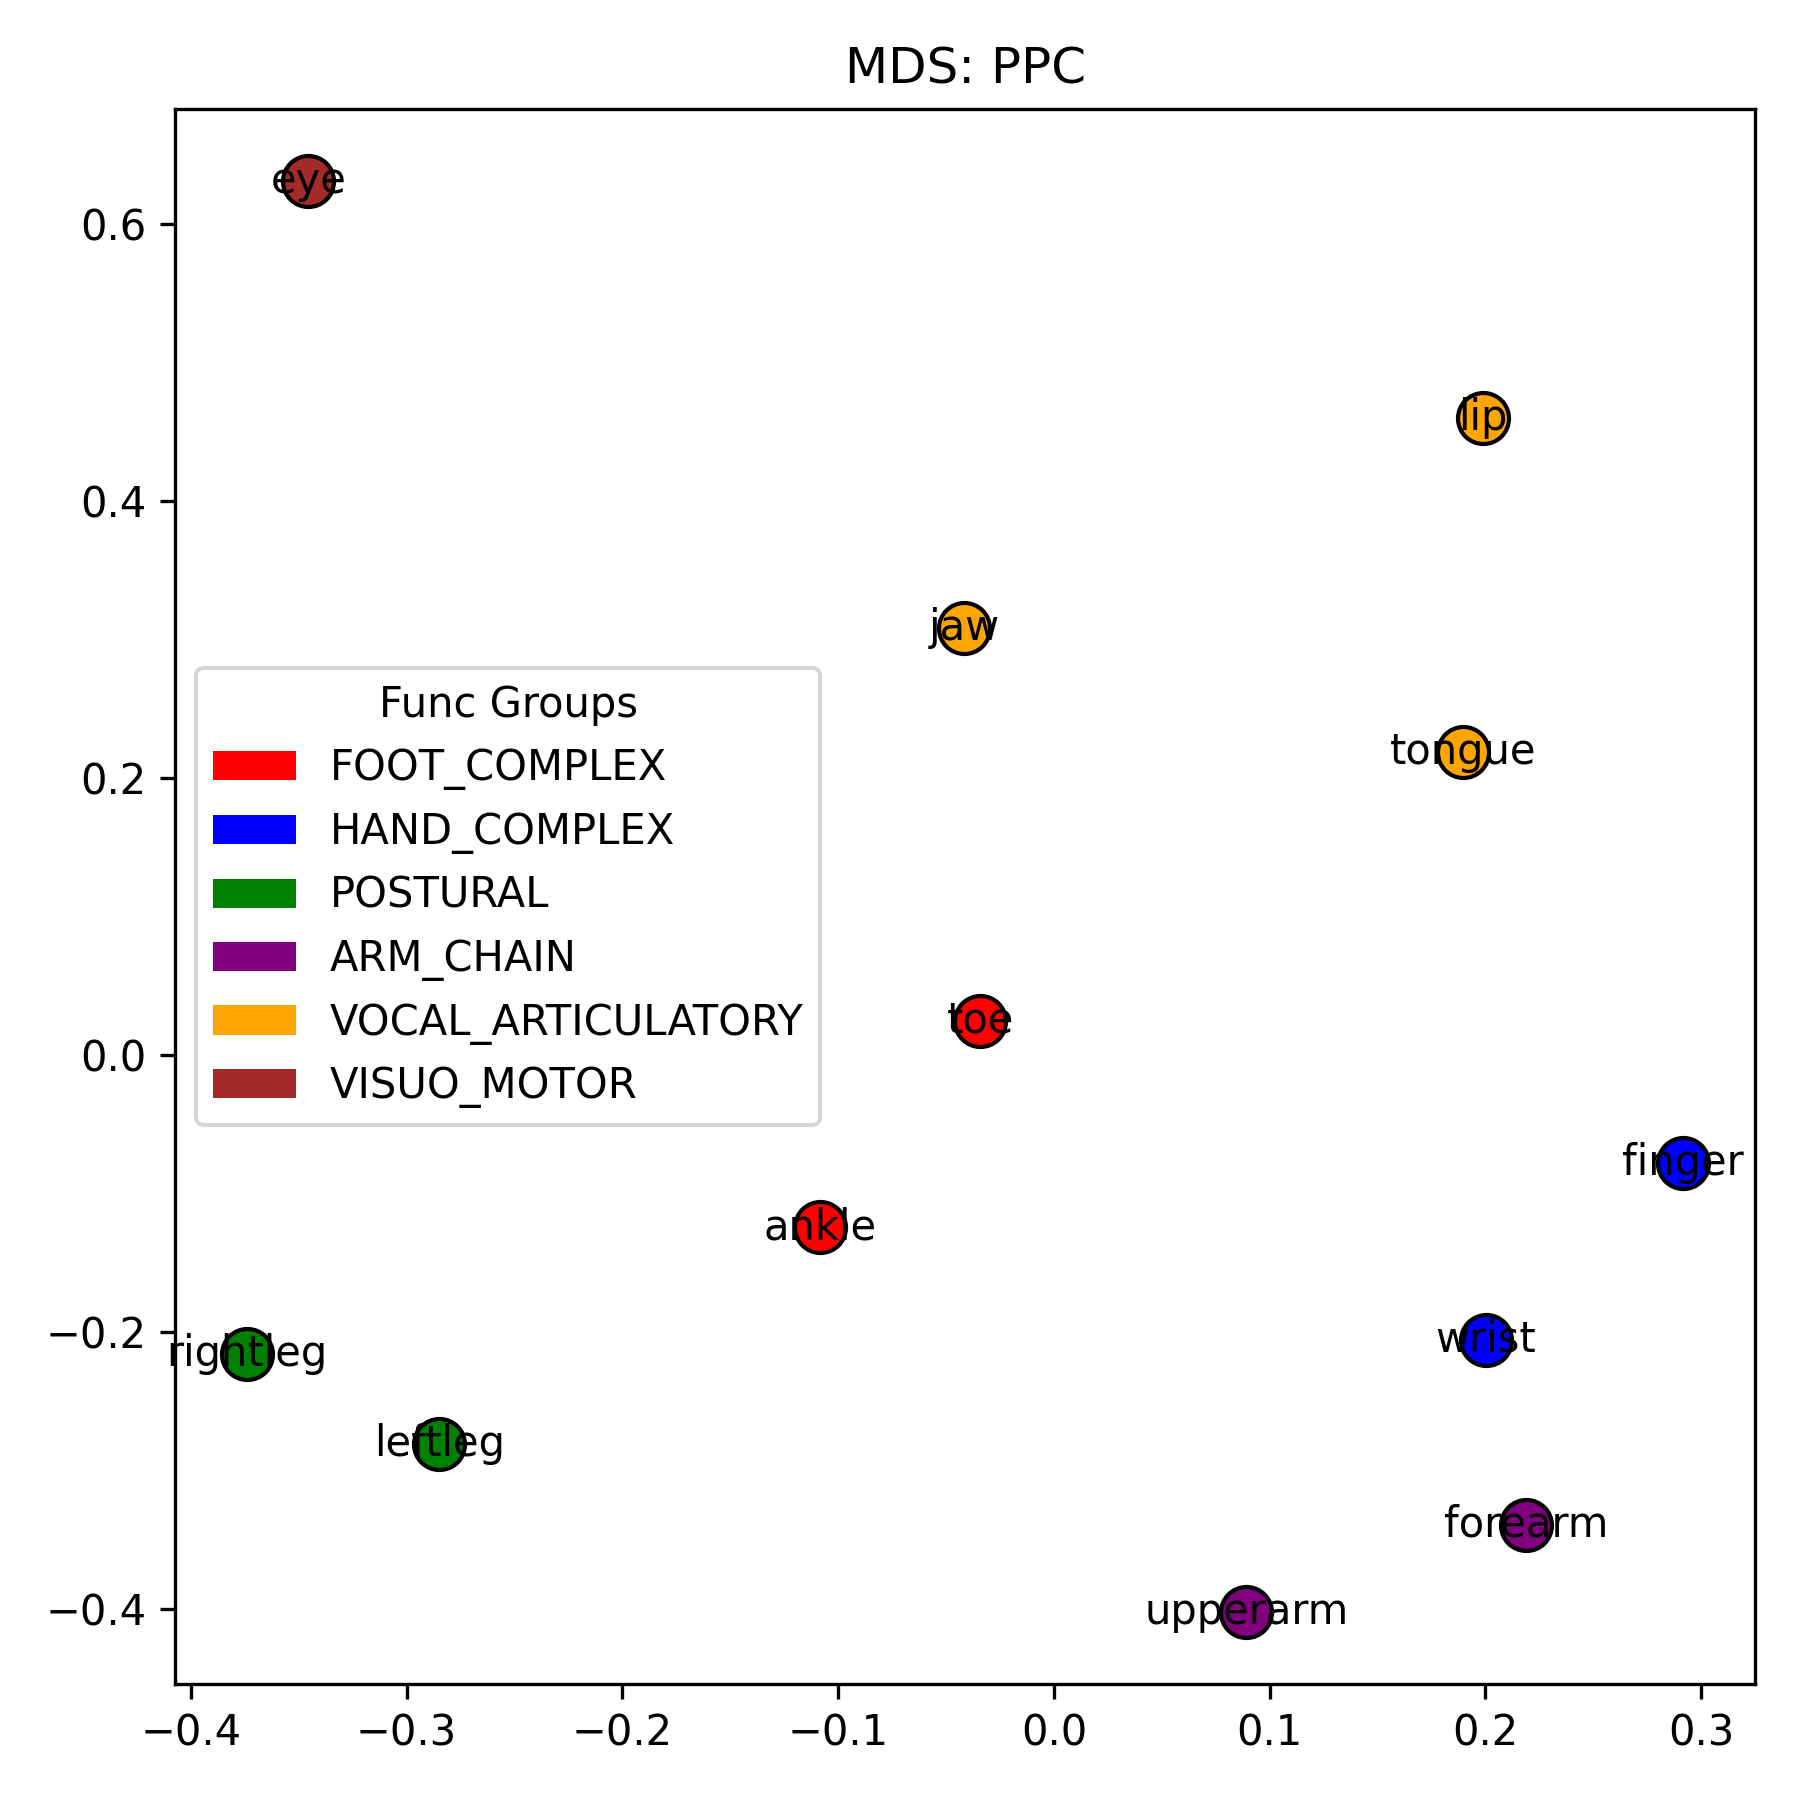 MDS: PPC
eye
0.6
lip
0.4
jaw
tongue
0.2
Func Groups
FOOT_COMPLEX
HAND_COMPLEX
POSTURAL
ARM_CHAIN
VOCAL_ARTICULATORY
VISUO_MOTOR
toe
0.0
finger
ankle
−0.2
wrist
rightleg
leftleg
forearm
upperarm
−0.4
−0.4 −0.3 −0.2 −0.1 0.0 0.1 0.2 0.3